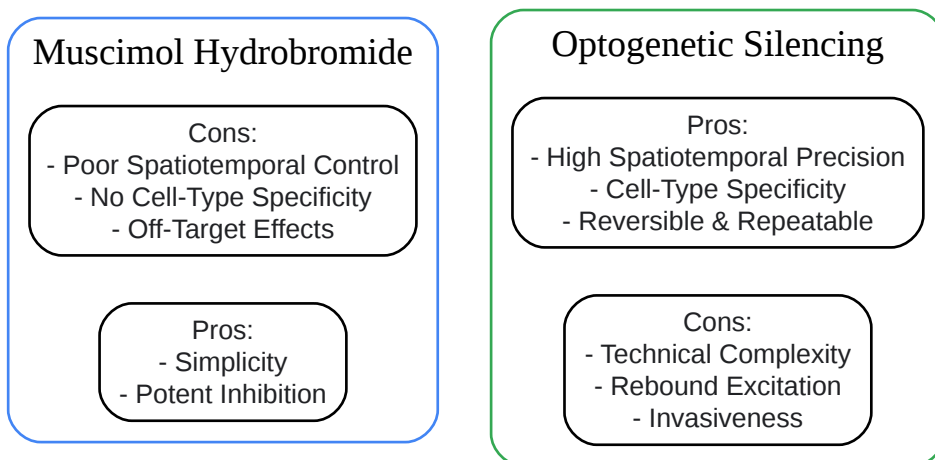 Muscimol Hydrobromide
Cons:
- Poor Spatiotemporal Control
- No Cell-Type Specificity
- Off-Target Effects
Pros:
- Simplicity
- Potent Inhibition
Optogenetic Silencing
Pros:
- High Spatiotemporal Precision
- Cell-Type Specificity
- Reversible & Repeatable
Cons:
- Technical Complexity
- Rebound Excitation
- Invasiveness